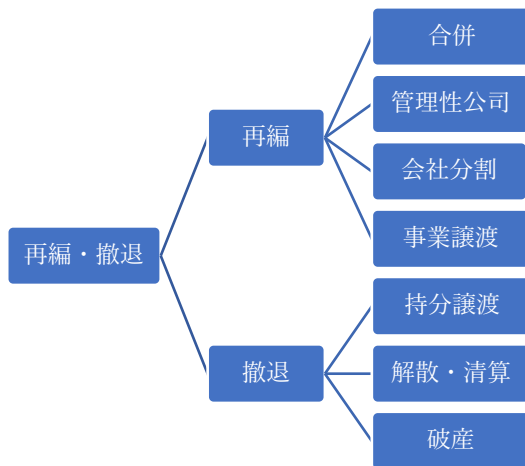 再編・撤退
再編
合併
管理性公司
会社分割
事業譲渡
撤退
持分譲渡
解散・清算
破産